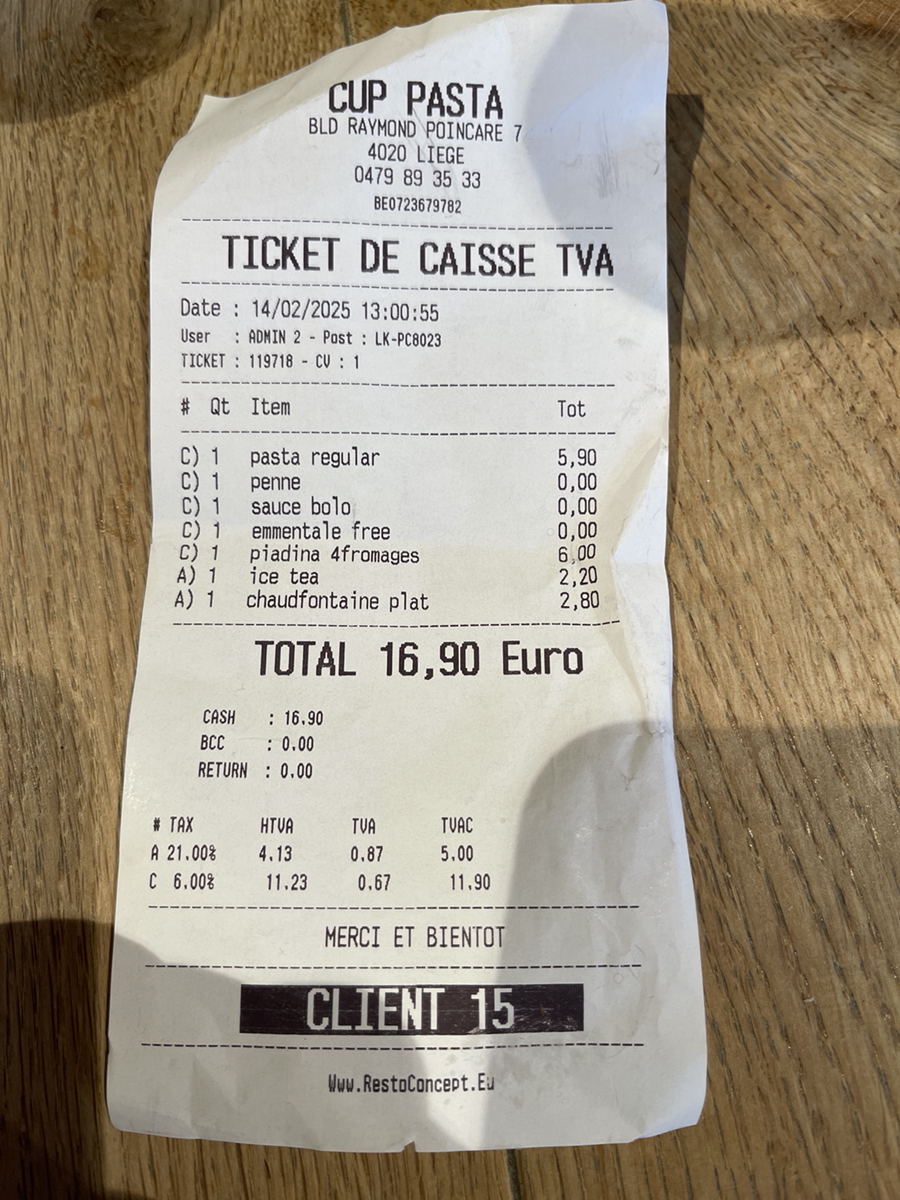 CUP PASTA
BLD RAYMOND POINCARE 7
4020 LIEGE
0479 89 35 33
BE0723679782
TICKET DE CAISSE TVA
Date : 14/02/2025 13:00:55
User : ADMIN 2 - Post : LK-PC8023
TICKET : 119718 - CV : 1
# Qt Item Tot
C) 1 pasta regular 5,90
C) 1 penne 0,00
C) 1 sauce bolo 0,00
C) 1 emmentale free 0,00
C) 1 piadina 4fromages 6,00
A) 1 ice tea 2,20
A) 1 chaudfontaine plat 2,80
TOTAL 16,90 Euro
CASH : 16.90
BCC : 0.00
RETURN : 0.00
# TAX HTVA TVA TVAC
A 21.00% 4.13 0.87 5.00
C 6.00% 11.23 0.67 11.90
MERCI ET BIENTOT
CLIENT 15
Www.RestoConcept.Eu